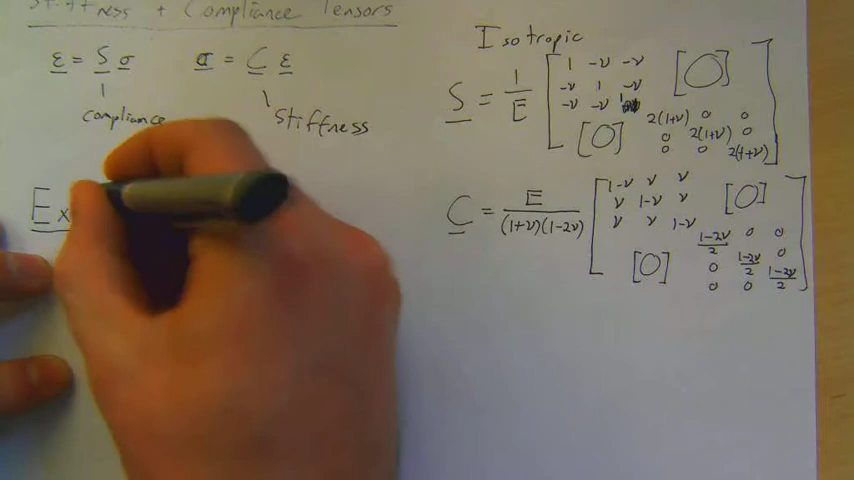 Stiffness + Compliance Tensors
ε = S σ   σ = C ε
compliance
Stiffness
Ex
Isotropic
S = 1/E [ 1 -ν -ν [0]
-ν 1 -ν
-ν -ν
[0] 2(1+ν) 0 0
0 2(1+ν) 0
0 0 2(1+ν) ]
C = E/((1+ν)(1-2ν)) [ 1-ν ν ν [0]
ν 1-ν ν
ν ν 1-ν
[0] (1-2ν)/2 0 0
0 (1-2ν)/2 0
0 0 (1-2ν)/2 ]